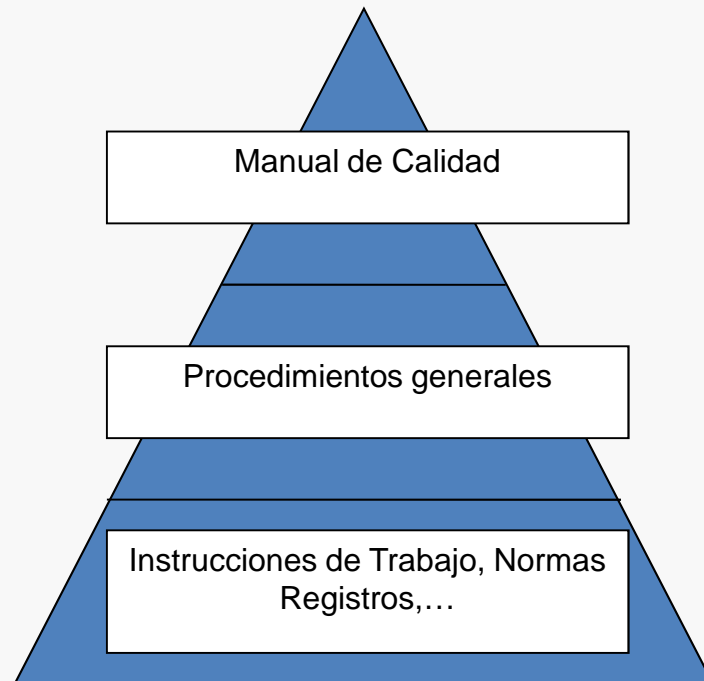 Manual de Calidad
Procedimientos generales
Instrucciones de Trabajo, Normas
Registros,…